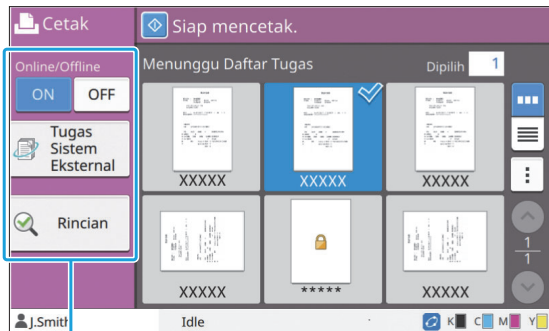 Cetak
Siap mencetak.
Online/Offline
ON OFF
Tugas
Sistem
Eksternal
Rincian
Menunggu Daftar Tugas
Dipilih 1
XXXXX XXXXX XXXXX
XXXXX ***** XXXXX
1
1
J.Smith Idle K C M Y